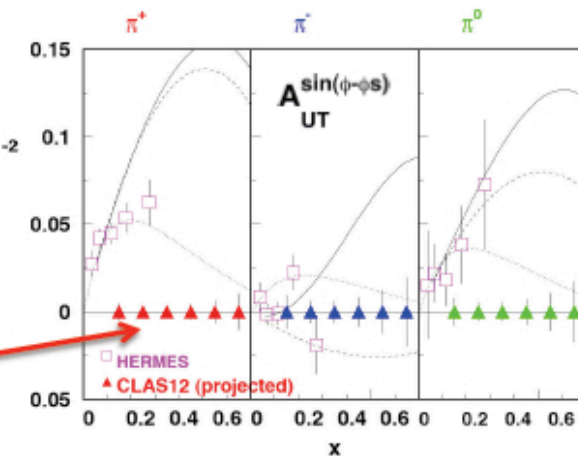 π⁺ π⁻ π⁰
0.15
A_UT^sin(ϕ-ϕs)
-2
0.1
0.05
0
HERMES
CLAS12 (projected)
0.05
0 0.2 0.4 0.6 0 0.2 0.4 0.6 0 0.2 0.4 0.6
x